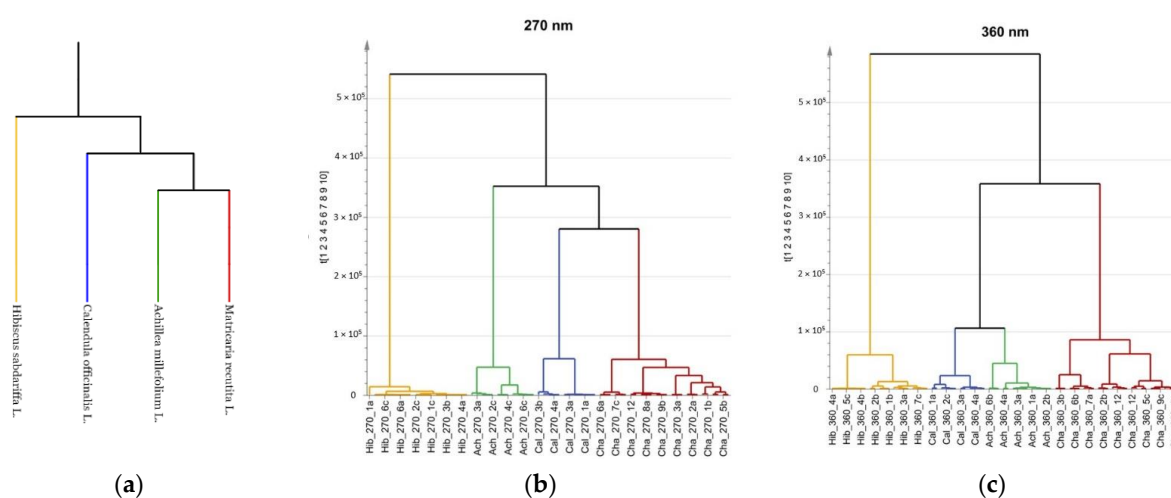 Hibiscus sabdariffa L.
Calendula officinalis L.
Achillea millefolium L.
Matricaria recutita L.
(a)
270 nm
t[1 2 3 4 5 6 7 8 9 10]
5 × 10⁵
4 × 10⁵
3 × 10⁵
2 × 10⁵
1 × 10⁵
0
Hib_270_1a
Hib_270_6c
Hib_270_6a
Hib_270_2c
Hib_270_1c
Hib_270_3b
Hib_270_4a
Ach_270_3a
Ach_270_2c
Ach_270_4c
Ach_270_6c
Cal_270_3b
Cal_270_4a
Cal_270_3a
Cal_270_1a
Cha_270_6a
Cha_270_7c
Cha_270_12
Cha_270_8a
Cha_270_9b
Cha_270_3a
Cha_270_2a
Cha_270_1b
Cha_270_5b
(b)
360 nm
t[1 2 3 4 5 6 7 8 9 10]
5 × 10⁵
4 × 10⁵
3 × 10⁵
2 × 10⁵
1 × 10⁵
0
Hib_360_4a
Hib_360_5c
Hib_360_4b
Hib_360_2b
Hib_360_1b
Hib_360_3a
Hib_360_7c
Cal_360_1a
Cal_360_2c
Cal_360_3a
Cal_360_4a
Ach_360_6b
Ach_360_4a
Ach_360_3a
Ach_360_1a
Ach_360_2b
Cha_360_3b
Cha_360_6b
Cha_360_7a
Cha_360_2b
Cha_360_12
Cha_360_12
Cha_360_5c
Cha_360_9c
(c)